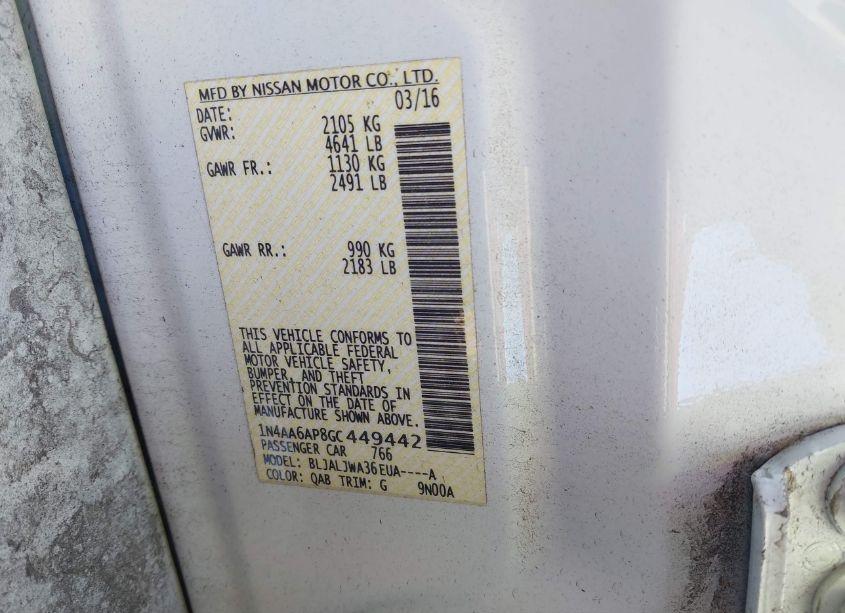 MFD BY NISSAN MOTOR CO., LTD.
DATE: 03/16
GVWR: 2105 KG
4641 LB
GAWR FR.: 1130 KG
2491 LB
GAWR RR.: 990 KG
2183 LB
THIS VEHICLE CONFORMS TO
ALL APPLICABLE FEDERAL
MOTOR VEHICLE SAFETY,
BUMPER, AND THEFT
PREVENTION STANDARDS IN
EFFECT ON THE DATE OF
MANUFACTURE SHOWN ABOVE.
1N4AA6AP8GC449442
PASSENGER CAR 766
MODEL: BLJALJWA36EUA----A
COLOR: QAB TRIM: G 9N00A